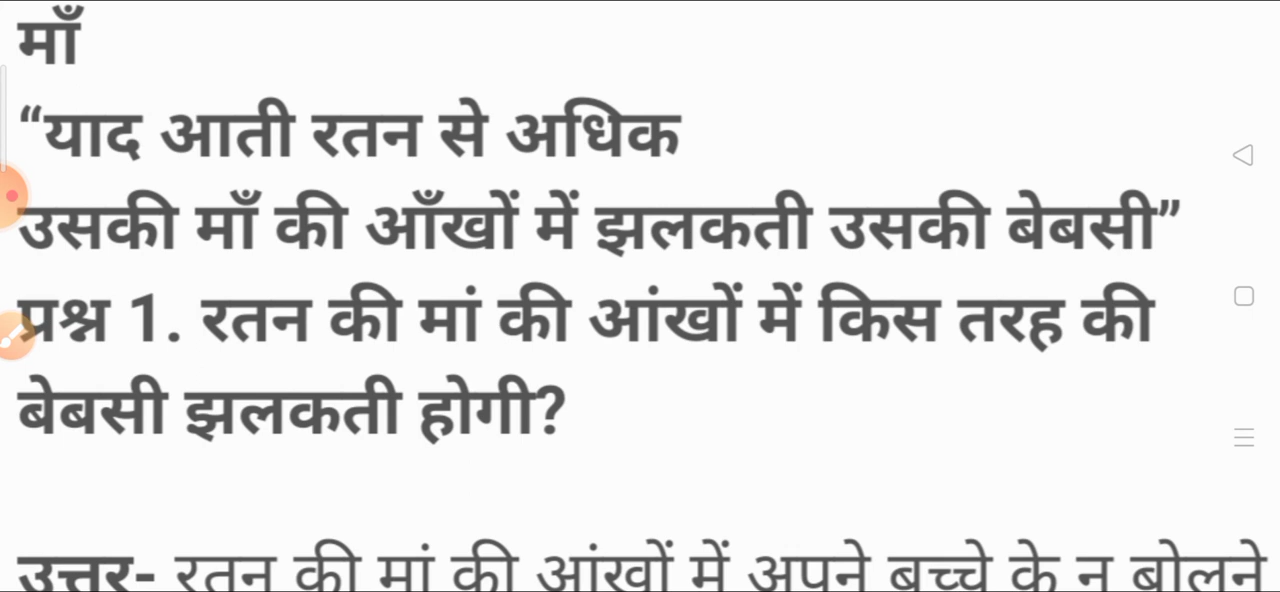 माँ
“याद आती रतन से अधिक
उसकी माँ की आँखों में झलकती उसकी बेबसी”
प्रश्न 1. रतन की मां की आंखों में किस तरह की
बेबसी झलकती होगी?
उत्तर- रतन की मां की आंखों में अपने बच्चे के न बोलने